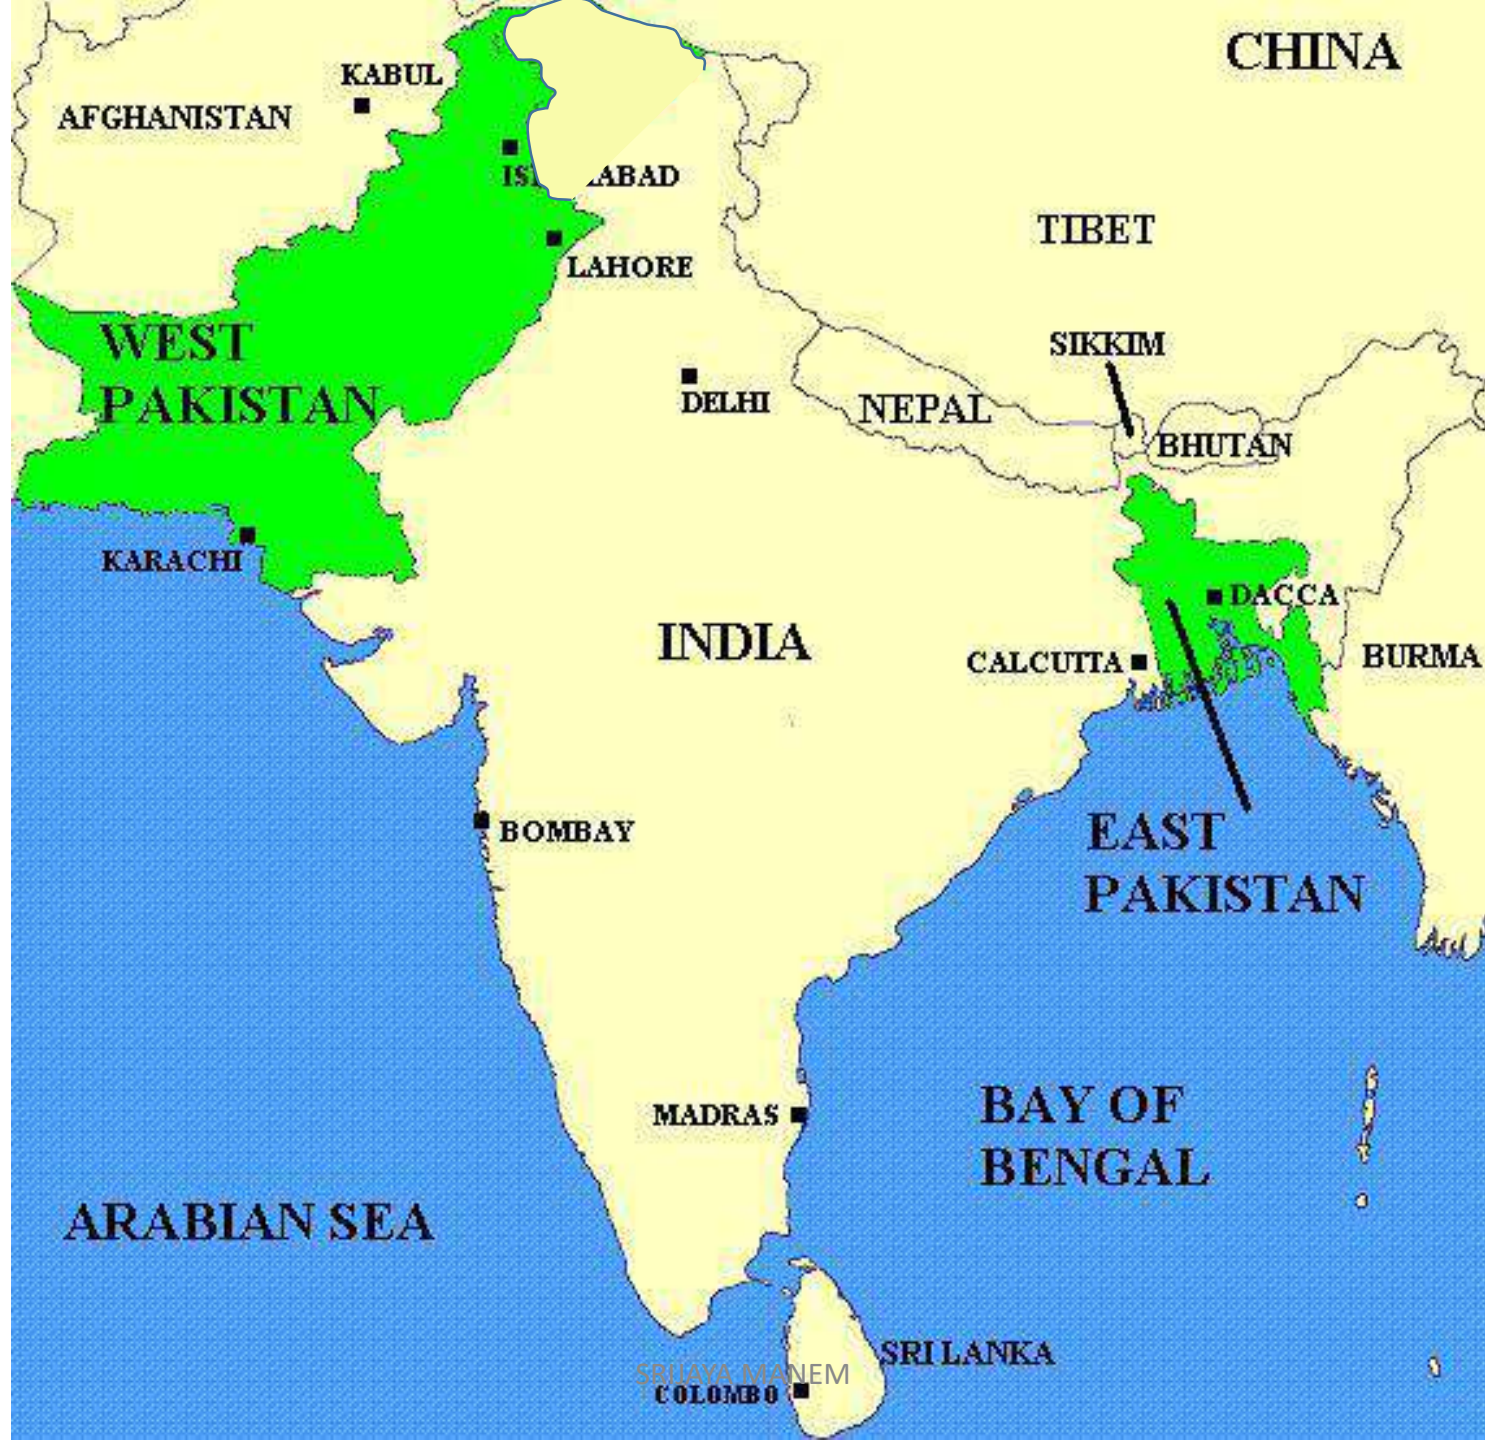 CHINA
KABUL
AFGHANISTAN
ABAD
TIBET
LAHORE
WEST
PAKISTAN
SIKKIM
DELHI
NEPAL
BHUTAN
KARACHI
DACCA
INDIA
CALCUTTA
BURMA
BOMBAY
EAST
PAKISTAN
MADRAS
BAY OF
BENGAL
ARABIAN SEA
SRI LANKA
SRIJAYA MANEM
COLOMBO